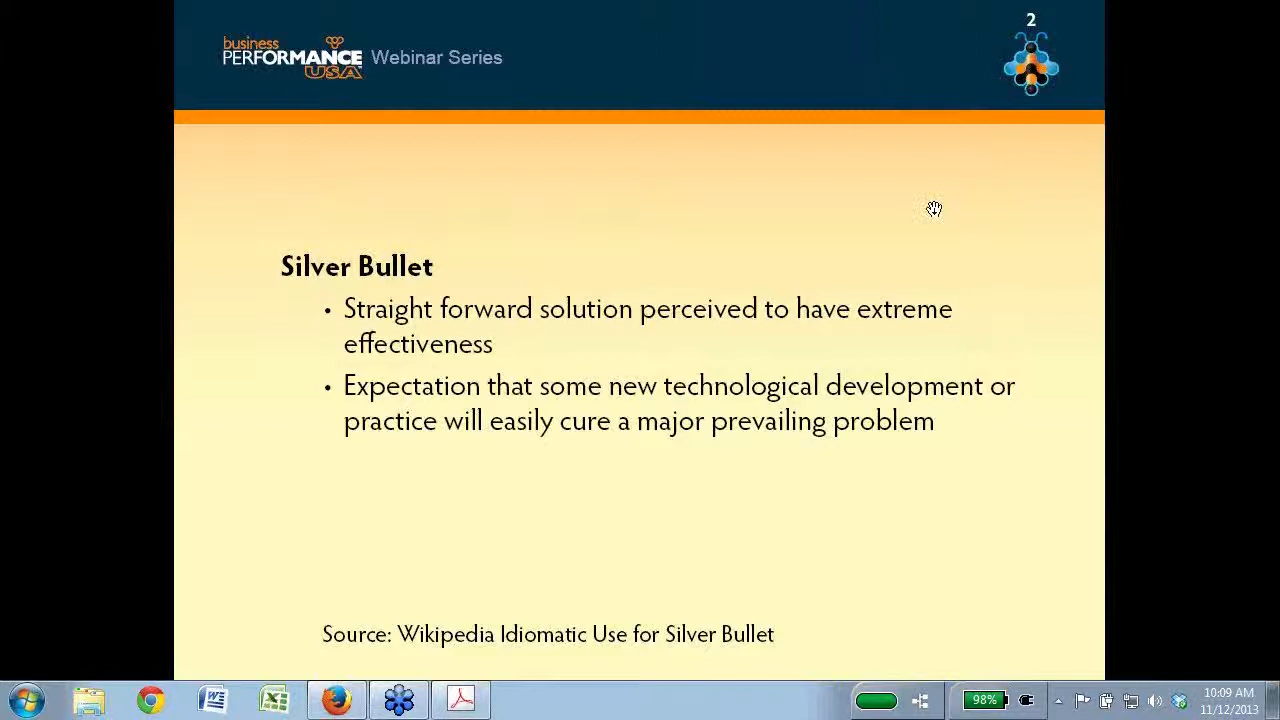 2
business
PERFORMANCE
USA
Webinar Series
Silver Bullet
• Straight forward solution perceived to have extreme
effectiveness
• Expectation that some new technological development or
practice will easily cure a major prevailing problem
Source: Wikipedia Idiomatic Use for Silver Bullet
98%
10:09 AM
11/12/2013